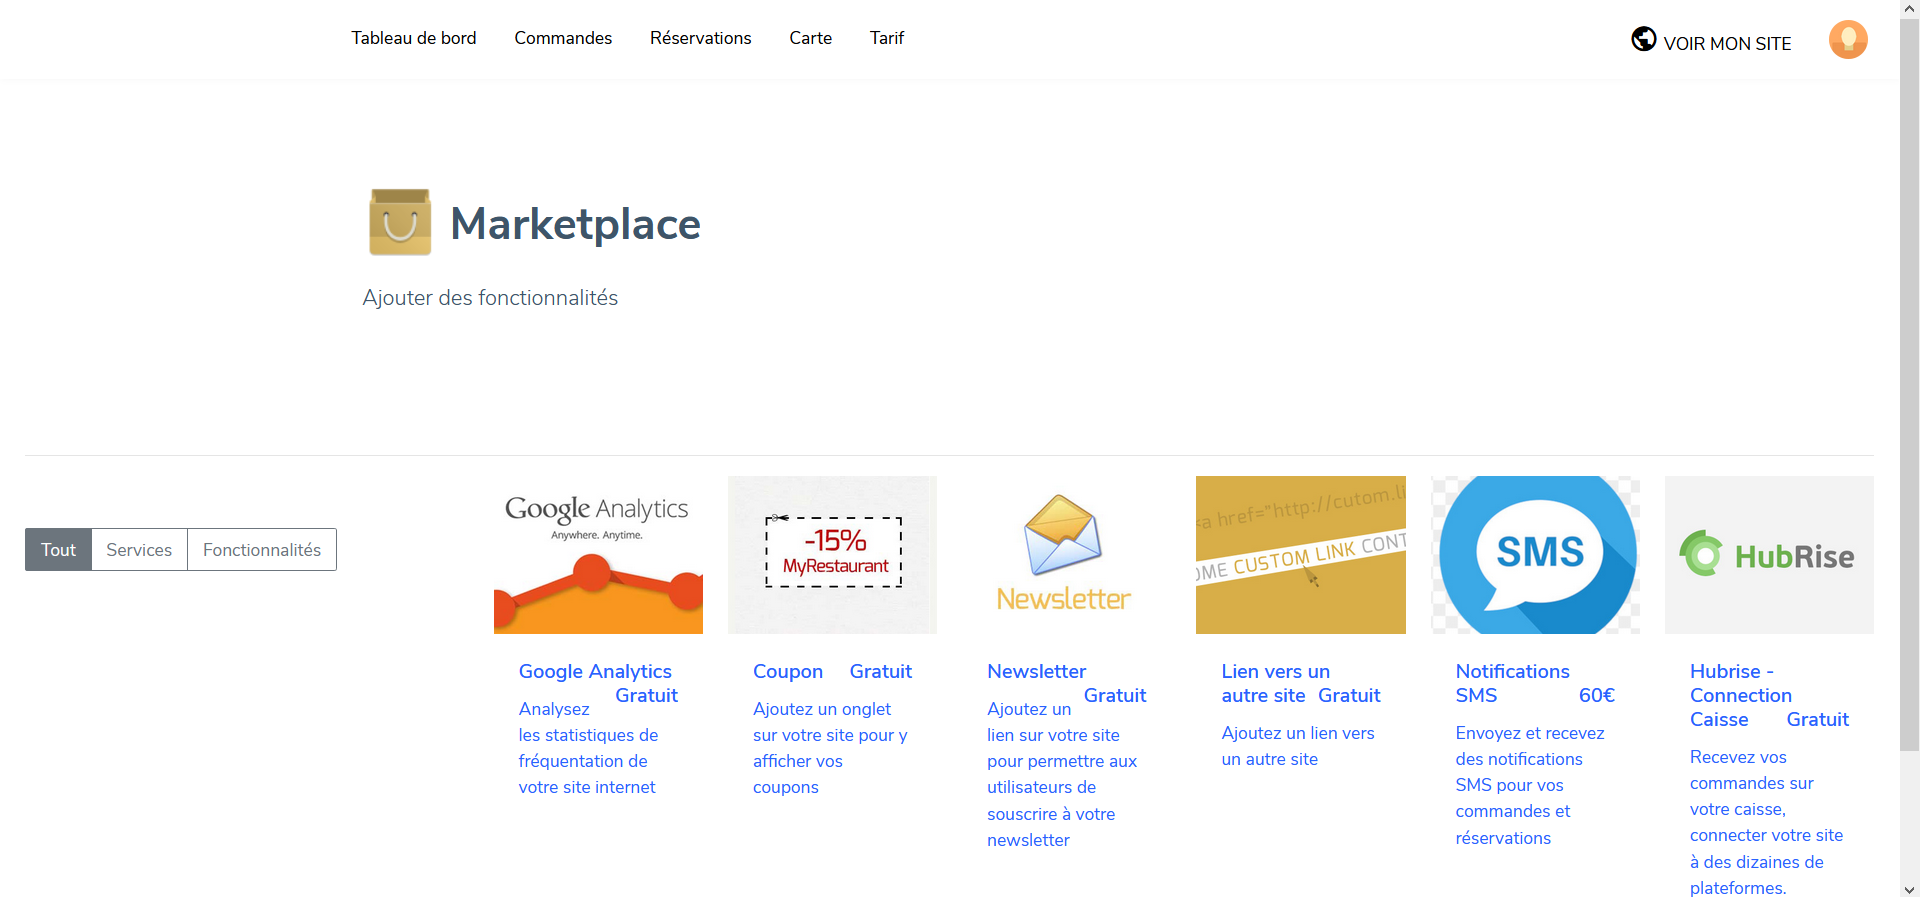 Tableau de bord Commandes Réservations Carte Tarif VOIR MON SITE
Marketplace
Ajouter des fonctionnalités
Tout Services Fonctionnalités
Google Analytics
Anywhere. Anytime.
Google Analytics
Gratuit
Analysez
les statistiques de
fréquentation de
votre site internet
-15%
MyRestaurant
Coupon Gratuit
Ajoutez un onglet
sur votre site pour y
afficher vos
coupons
Newsletter
Newsletter
Gratuit
Ajoutez un
lien sur votre site
pour permettre aux
utilisateurs de
souscrire à votre
newsletter
<a href="http://cutom.li
OME CUSTOM LINK CONT
Lien vers un
autre site Gratuit
Ajoutez un lien vers
un autre site
SMS
Notifications
SMS 60€
Envoyez et recevez
des notifications
SMS pour vos
commandes et
réservations
HubRise
Hubrise -
Connection
Caisse Gratuit
Recevez vos
commandes sur
votre caisse,
connecter votre site
à des dizaines de
plateformes.